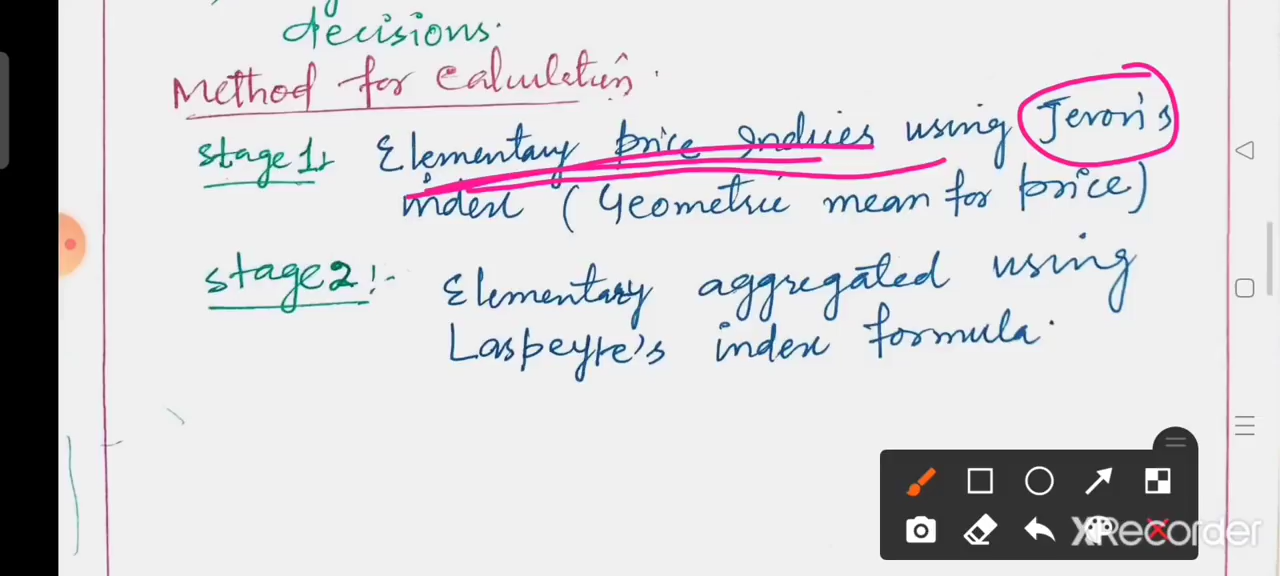 decisions.
Method for Calculation.
Stage 1:- Elementary price Indries using Jevon's
index (Geometric mean for price)
Stage 2 :- Elementary aggregated using
Laspeyre's index formula.
XRecorder